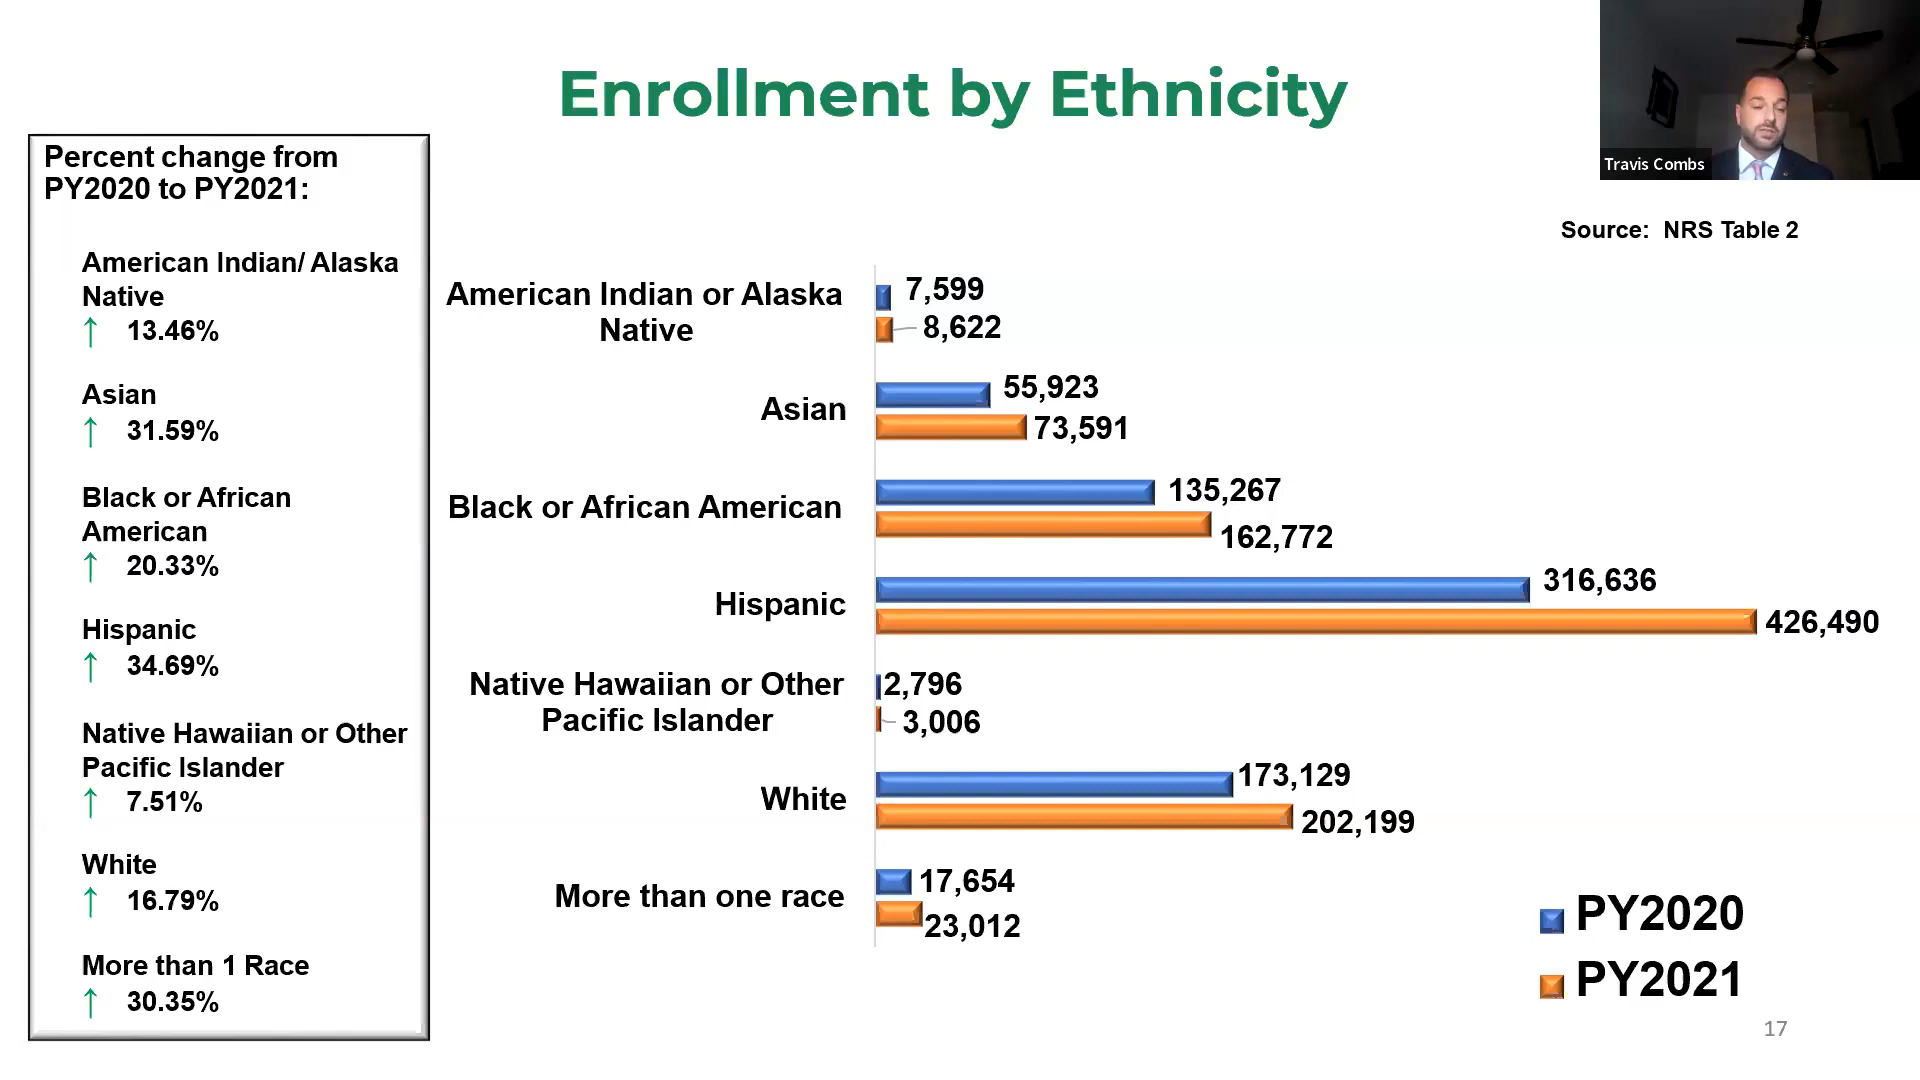 Enrollment by Ethnicity
Travis Combs
Percent change from
PY2020 to PY2021:
American Indian/ Alaska
Native
↑ 13.46%
Asian
↑ 31.59%
Black or African
American
↑ 20.33%
Hispanic
↑ 34.69%
Native Hawaiian or Other
Pacific Islander
↑ 7.51%
White
↑ 16.79%
More than 1 Race
↑ 30.35%
Source: NRS Table 2
American Indian or Alaska
Native
7,599
8,622
Asian
55,923
73,591
Black or African American
135,267
162,772
Hispanic
316,636
426,490
Native Hawaiian or Other
Pacific Islander
2,796
3,006
White
173,129
202,199
More than one race
17,654
23,012
PY2020
PY2021
17